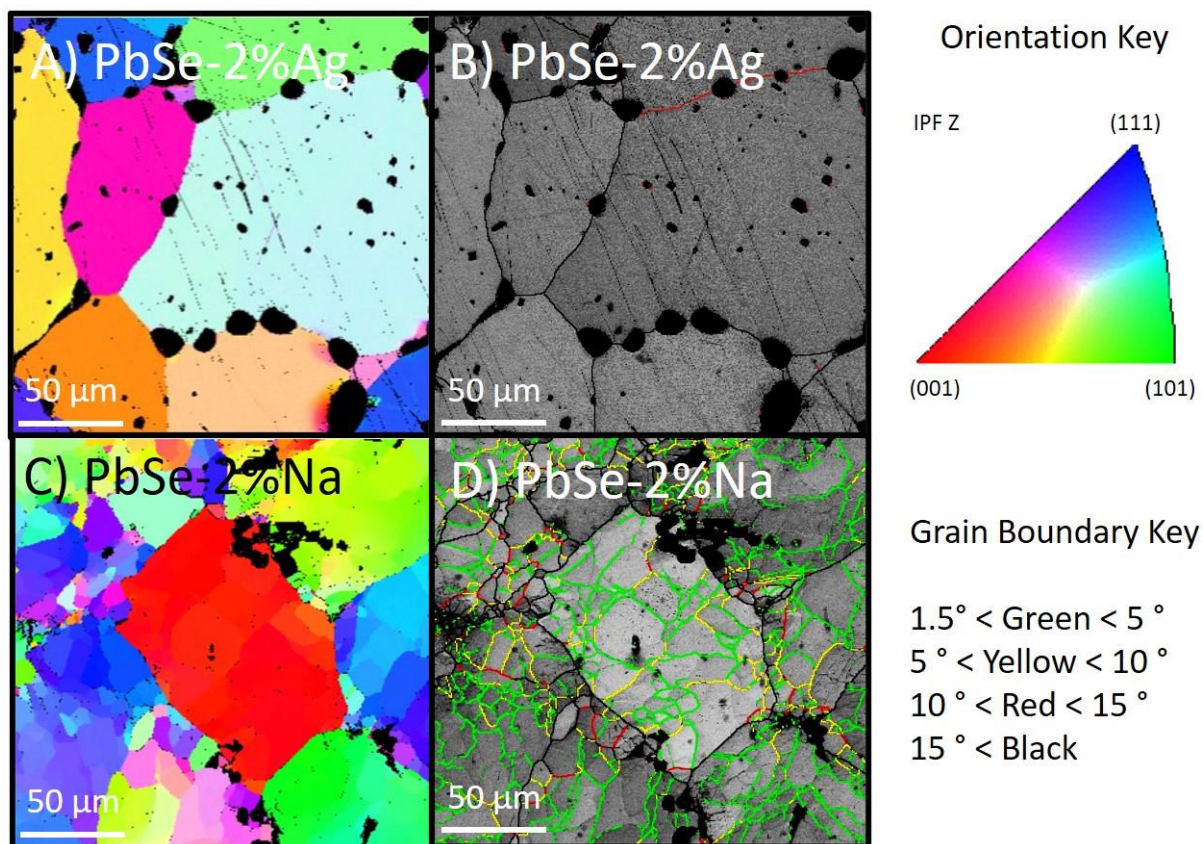 A) PbSe-2%Ag
50 µm
B) PbSe-2%Ag
50 µm
C) PbSe-2%Na
50 µm
D) PbSe-2%Na
50 µm
Orientation Key
IPF Z
(111)
(001)
(101)
Grain Boundary Key
1.5° < Green < 5 °
5 ° < Yellow < 10 °
10 ° < Red < 15 °
15 ° < Black